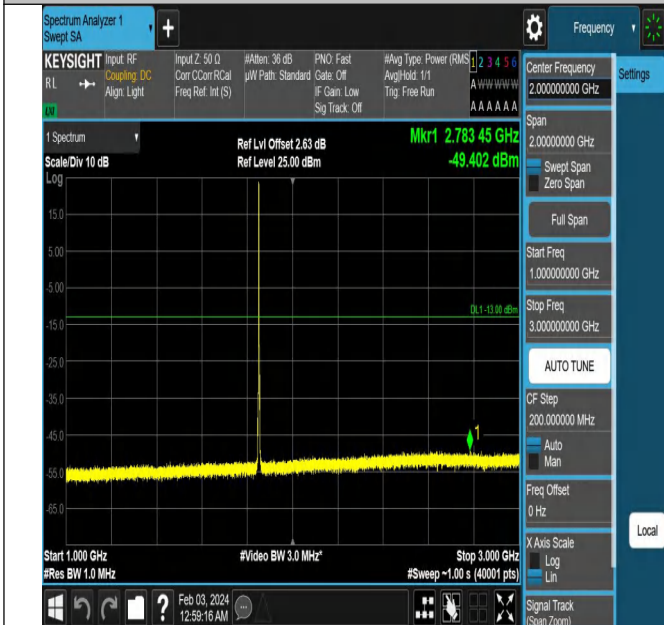 Spectrum Analyzer 1
Swept SA
+
Frequency
KEYSIGHT
RL
LXI
Input: RF
Coupling: DC
Align: Light
Input Z: 50 Ω
Corr CCorr RCal
Freq Ref: Int (S)
#Atten: 36 dB
µW Path: Standard
PNO: Fast
Gate: Off
IF Gain: Low
Sig Track: Off
#Avg Type: Power (RMS
Avg|Hold: 1/1
Trig: Free Run
1 2 3 4 5 6
A W W W W W
A A A A A A
1 Spectrum
Scale/Div 10 dB
Log
Ref Lvl Offset 2.63 dB
Ref Level 25.00 dBm
Mkr1 2.783 45 GHz
-49.402 dBm
15.0
5.00
-5.00
DL1 -13.00 dBm
-15.0
-25.0
-35.0
-45.0
1
-55.0
-65.0
Start 1.000 GHz
#Res BW 1.0 MHz
#Video BW 3.0 MHz*
Stop 3.000 GHz
#Sweep ~1.00 s (40001 pts)
?
Feb 03, 2024
12:59:16 AM
Center Frequency
2.000000000 GHz
Settings
Span
2.00000000 GHz
Swept Span
Zero Span
Full Span
Start Freq
1.000000000 GHz
Stop Freq
3.000000000 GHz
AUTO TUNE
CF Step
200.000000 MHz
Auto
Man
Freq Offset
0 Hz
Local
X Axis Scale
Log
Lin
Signal Track
(Span Zoom)